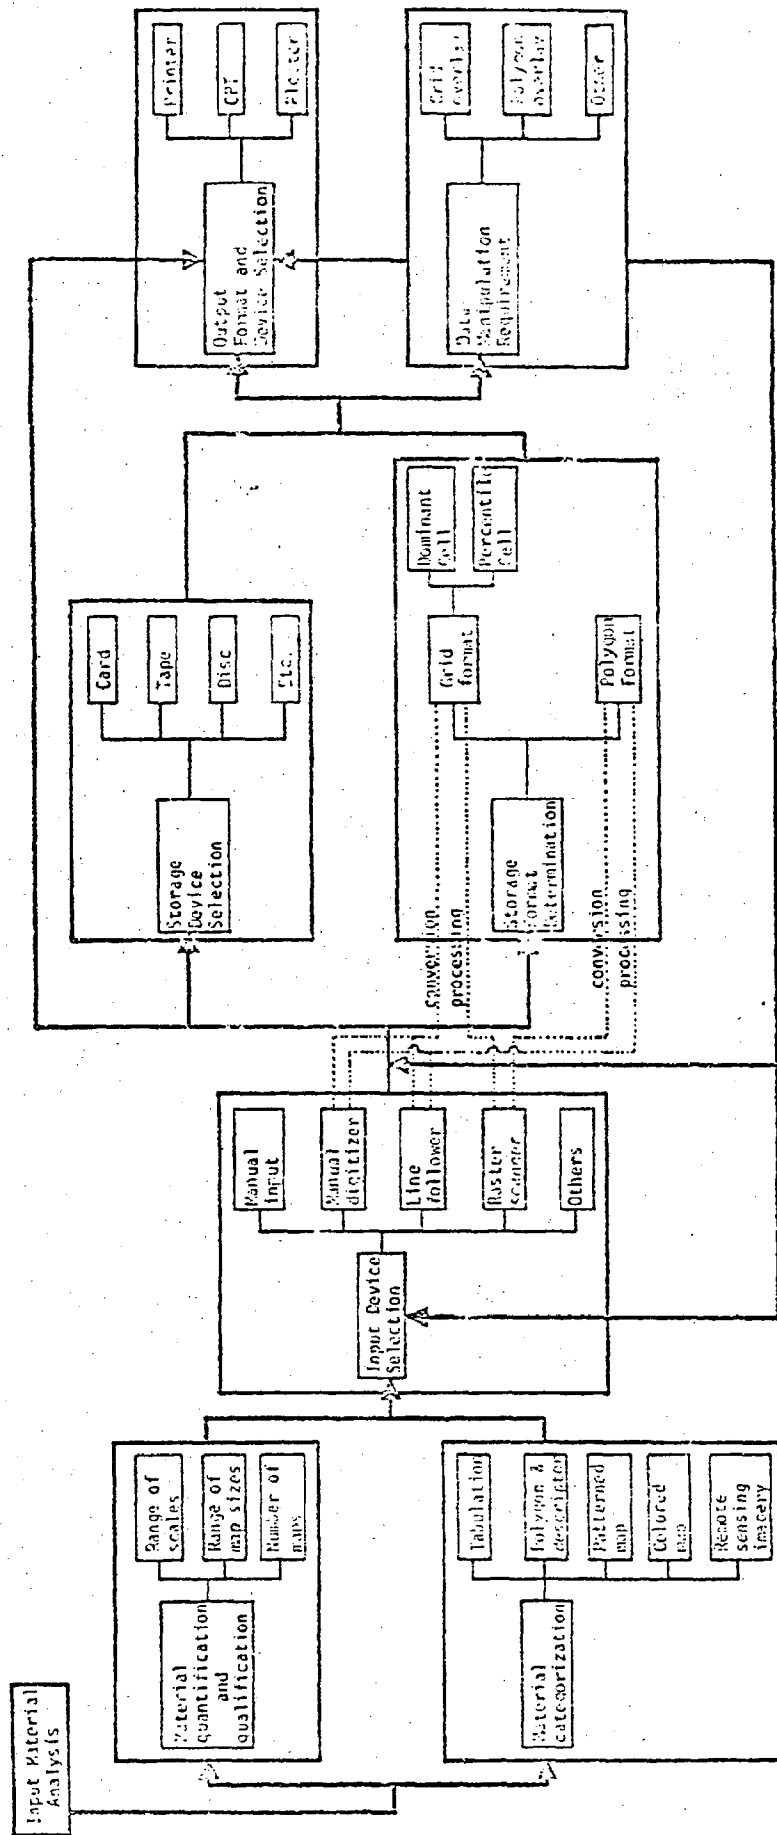 Input Material
Analysis
Material
quantification
and
qualification
Range of
scales
Range of
map sizes
Number of
maps
Material
categorization
Tabulation
Polygon &
descripter
Patterned
map
Colored
map
Remote
sensing
imagery
Input Device
Selection
Manual
input
Manual
digitizer
Line
follower
Raster
scanner
Others
Storage
Device
Selection
Card
Tape
Disc
Etc.
conversion
processing
conversion
processing
Storage
Format
Determination
Grid
format
Polygon
format
Dominant
Cell
Percentile
Cell
Output
Format and
Device Selection
Printer
CRT
Plotter
Data
Manipulation
Requirement
Grid
overlay
Polygon
overlay
Other